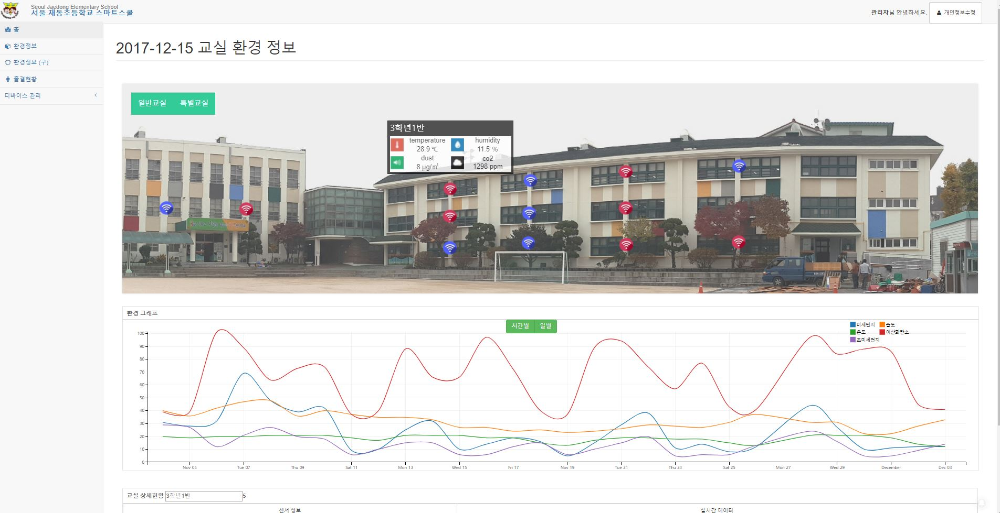 Seoul Jaedong Elementary School
서울 재동초등학교 스마트스쿨
관리자님 안녕하세요.
개인정보수정
홈
환경정보
환경정보 (구)
출결현황
디바이스 관리
2017-12-15 교실 환경 정보
일반교실 특별교실
3학년1반
temperature humidity
28.9 ℃ 11.5 %
dust co2
8 μg/㎥ 1298 ppm
환경 그래프
시간별 일별
미세먼지 습도
온도 이산화탄소
초미세먼지
100
90
80
70
60
50
40
30
20
10
0
Nov 05 Tue 07 Thu 09 Sat 11 Mon 13 Wed 15 Fri 17 Nov 19 Tue 21 Thu 23 Sat 25 Mon 27 Wed 29 December Dec 03
교실 상세현황 3학년1반 5
센서 정보 실시간 데이터